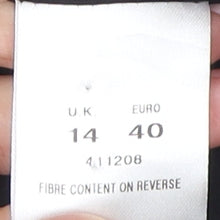 U.K EURO
14 40
411208
FIBRE CONTENT ON REVERSE